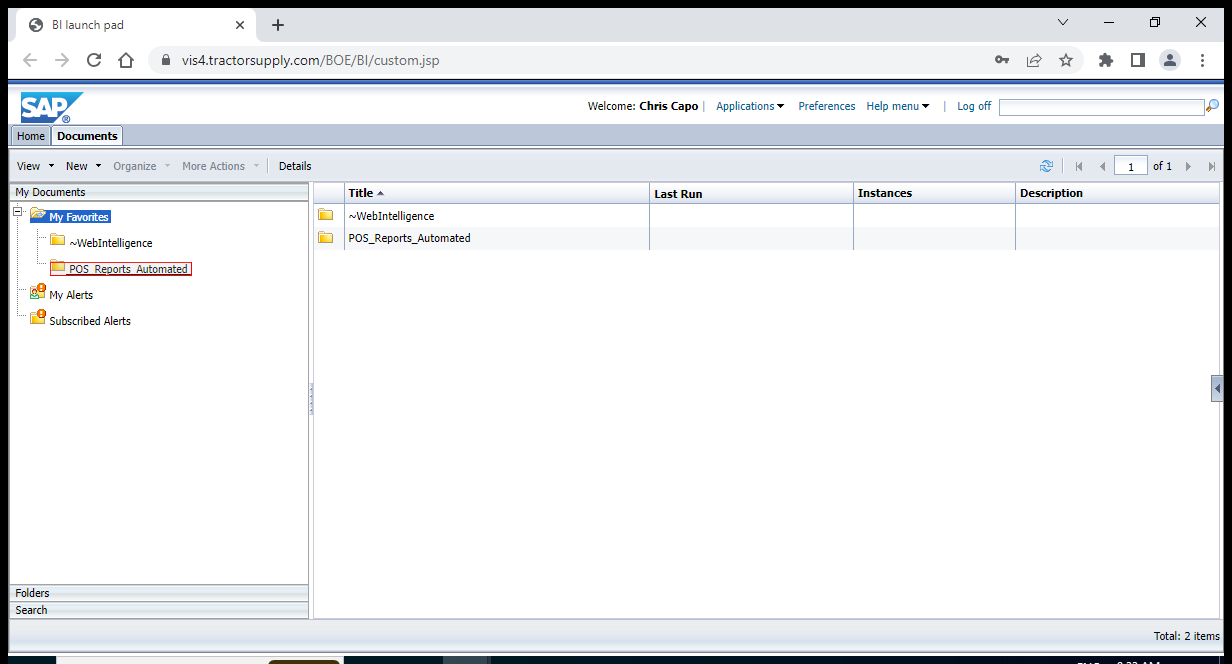 BI launch pad
vis4.tractorsupply.com/BOE/BI/custom.jsp
SAP ®
Welcome: Chris Capo | Applications Preferences Help menu | Log off
Home Documents
View New Organize More Actions Details 1 of 1
My Documents
Title Last Run Instances Description
My Favorites
~WebIntelligence
POS_Reports_Automated
My Alerts
Subscribed Alerts
~WebIntelligence
POS_Reports_Automated
Folders
Search
Total: 2 items